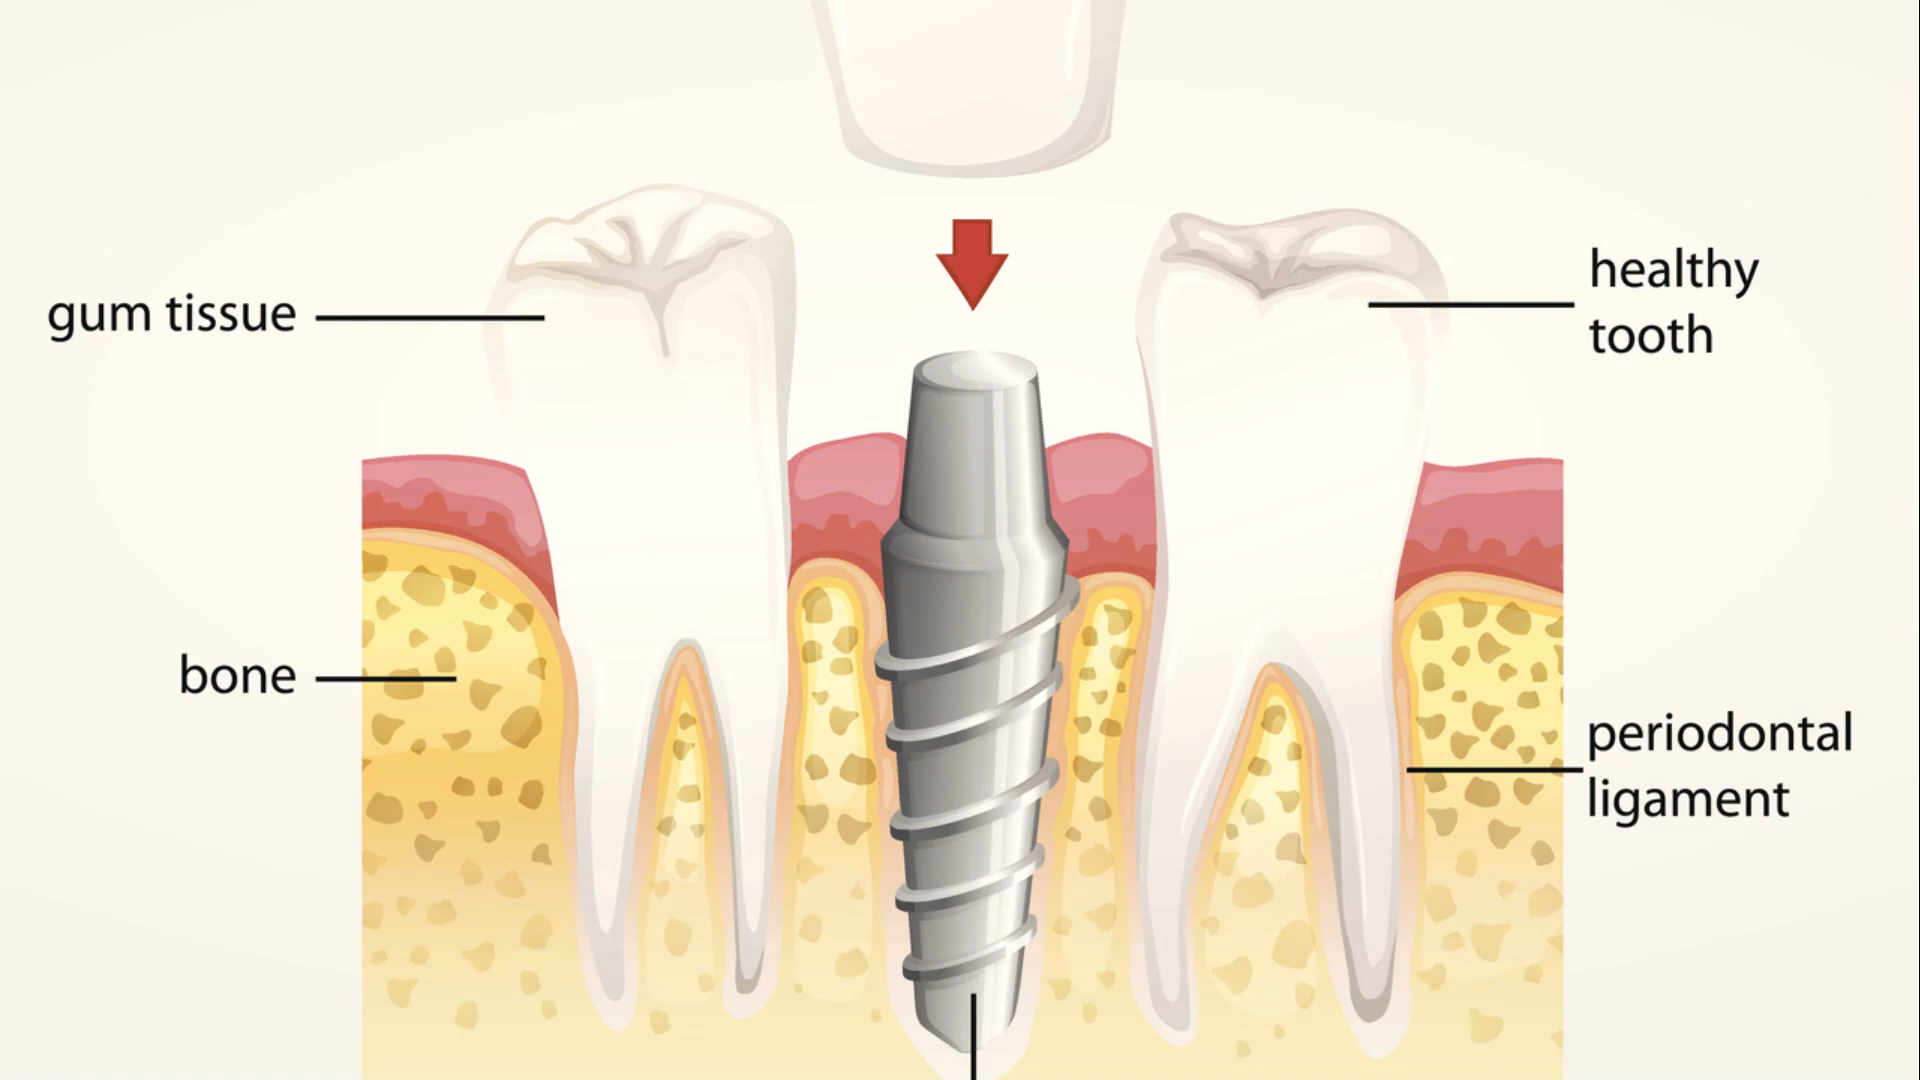 gum tissue
healthy
tooth
bone
periodontal
ligament